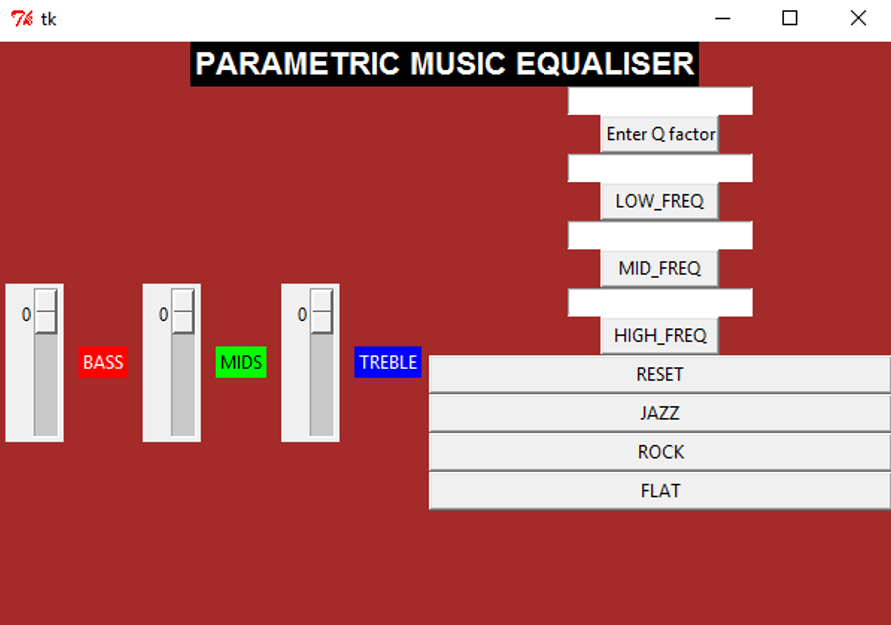 tk
PARAMETRIC MUSIC EQUALISER
Enter Q factor
LOW_FREQ
MID_FREQ
HIGH_FREQ
0
BASS
0
MIDS
0
TREBLE
RESET
JAZZ
ROCK
FLAT